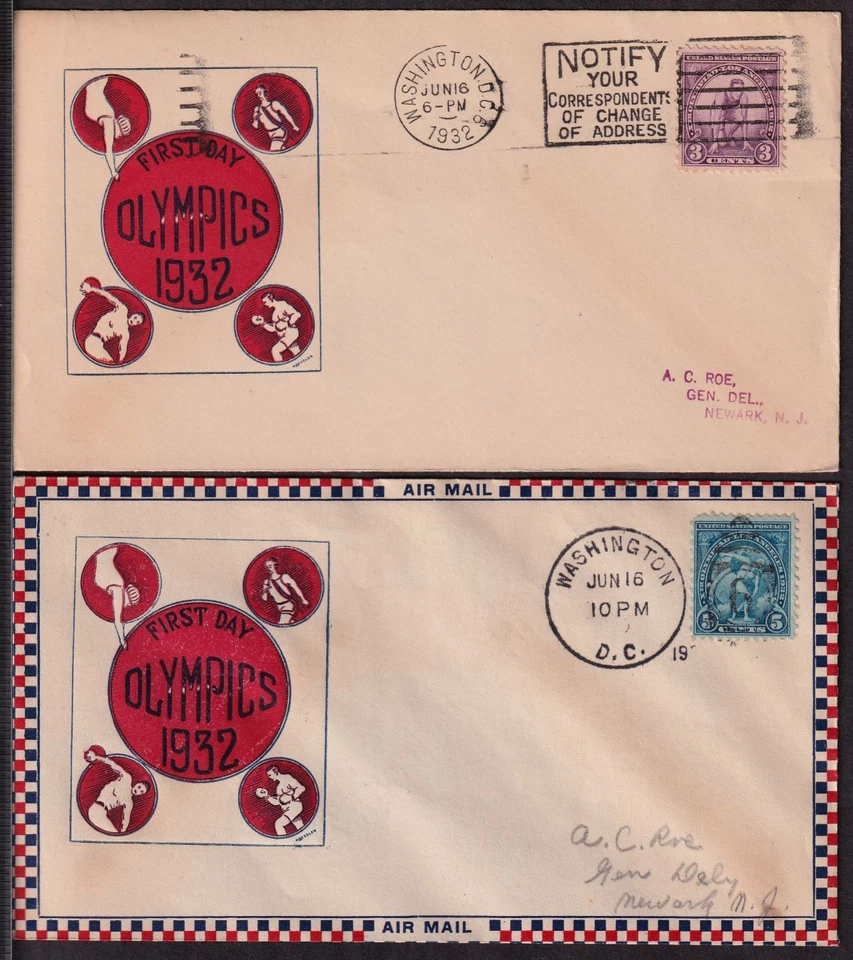 FIRST DAY
OLYMPICS
1932
WASHINGTON, D.C. 8
JUN 16
6-PM
1932
NOTIFY
YOUR
CORRESPONDENTS
OF CHANGE
OF ADDRESS
UNITED STATES POSTAGE
3 CENTS 3
A. C. ROE,
GEN. DEL.,
NEWARK, N. J.
AIR MAIL
FIRST DAY
OLYMPICS
1932
WASHINGTON
JUN 16
10 PM
D.C.
19
UNITED STATES POSTAGE
5 CENTS 5
A. C. Roe
Gen Dely
Newark N. J.
AIR MAIL